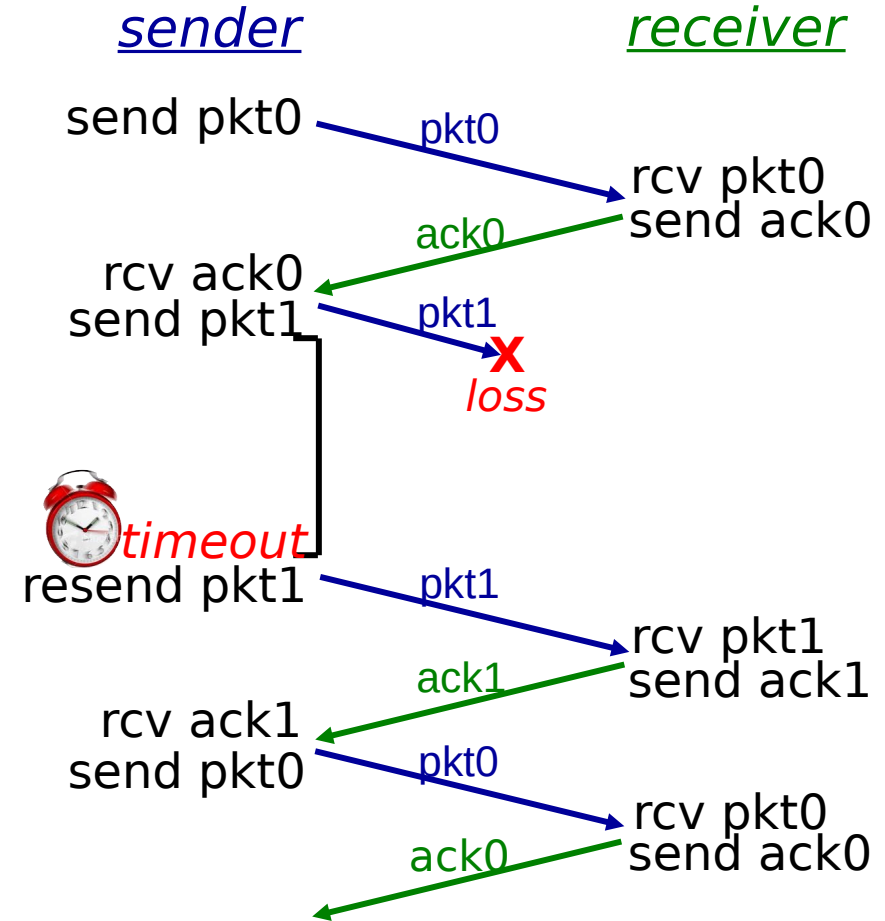 sender
receiver
send pkt0
pkt0
rcv pkt0
send ack0
ack0
rcv ack0
send pkt1
pkt1
X
loss
timeout
resend pkt1
pkt1
rcv pkt1
send ack1
ack1
rcv ack1
send pkt0
pkt0
rcv pkt0
send ack0
ack0